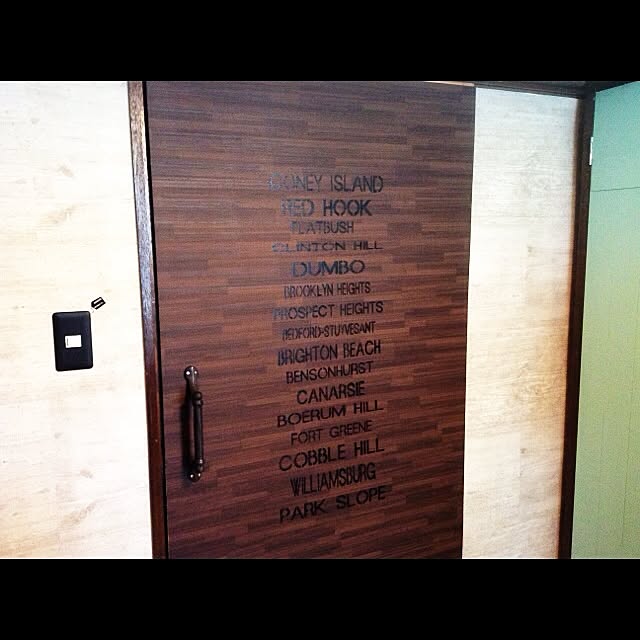 CONEY ISLAND
RED HOOK
FLATBUSH
CLINTON HILL
DUMBO
BROOKLYN HEIGHTS
PROSPECT HEIGHTS
BEDFORD-STUYVESANT
BRIGHTON BEACH
BENSONHURST
CANARSIE
BOERUM HILL
FORT GREENE
COBBLE HILL
WILLIAMSBURG
PARK SLOPE